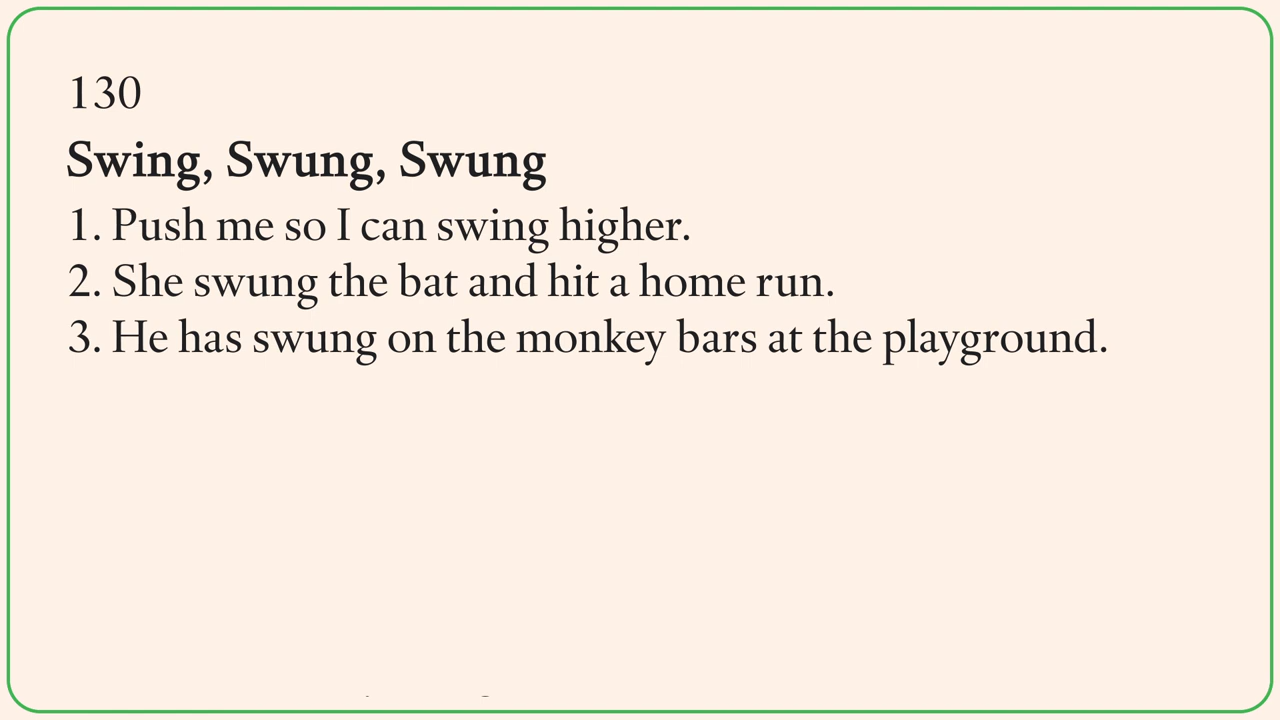 130
Swing, Swung, Swung
1. Push me so I can swing higher.
2. She swung the bat and hit a home run.
3. He has swung on the monkey bars at the playground.